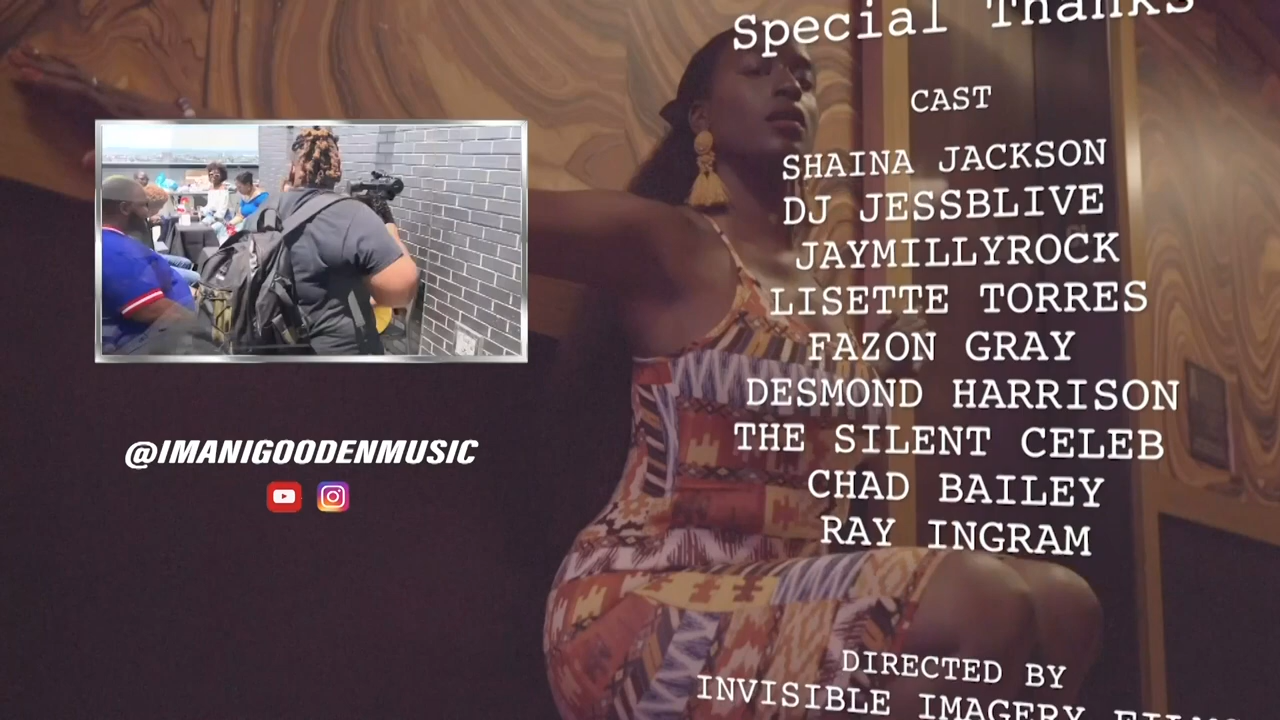 Special Thanks
CAST
SHAINA JACKSON
DJ JESSBLIVE
JAYMILLYROCK
LISETTE TORRES
FAZON GRAY
DESMOND HARRISON
THE SILENT CELEB
CHAD BAILEY
RAY INGRAM
DIRECTED BY
INVISIBLE IMAGERY
@IMANIGOODENMUSIC